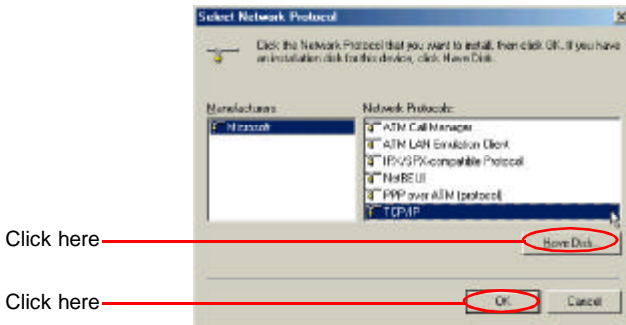 Select Network Protocol
Click the Network Protocol that you want to install, then click OK. If you have
an installation disk for this device, click Have Disk.
Manufacturers:
Network Protocols:
Microsoft
ATM Call Manager
ATM LAN Emulation Client
IPX/SPX-compatible Protocol
NetBEUI
PPP over ATM (protocol)
TCP/IP
Click here
Have Disk...
Click here
OK
Cancel